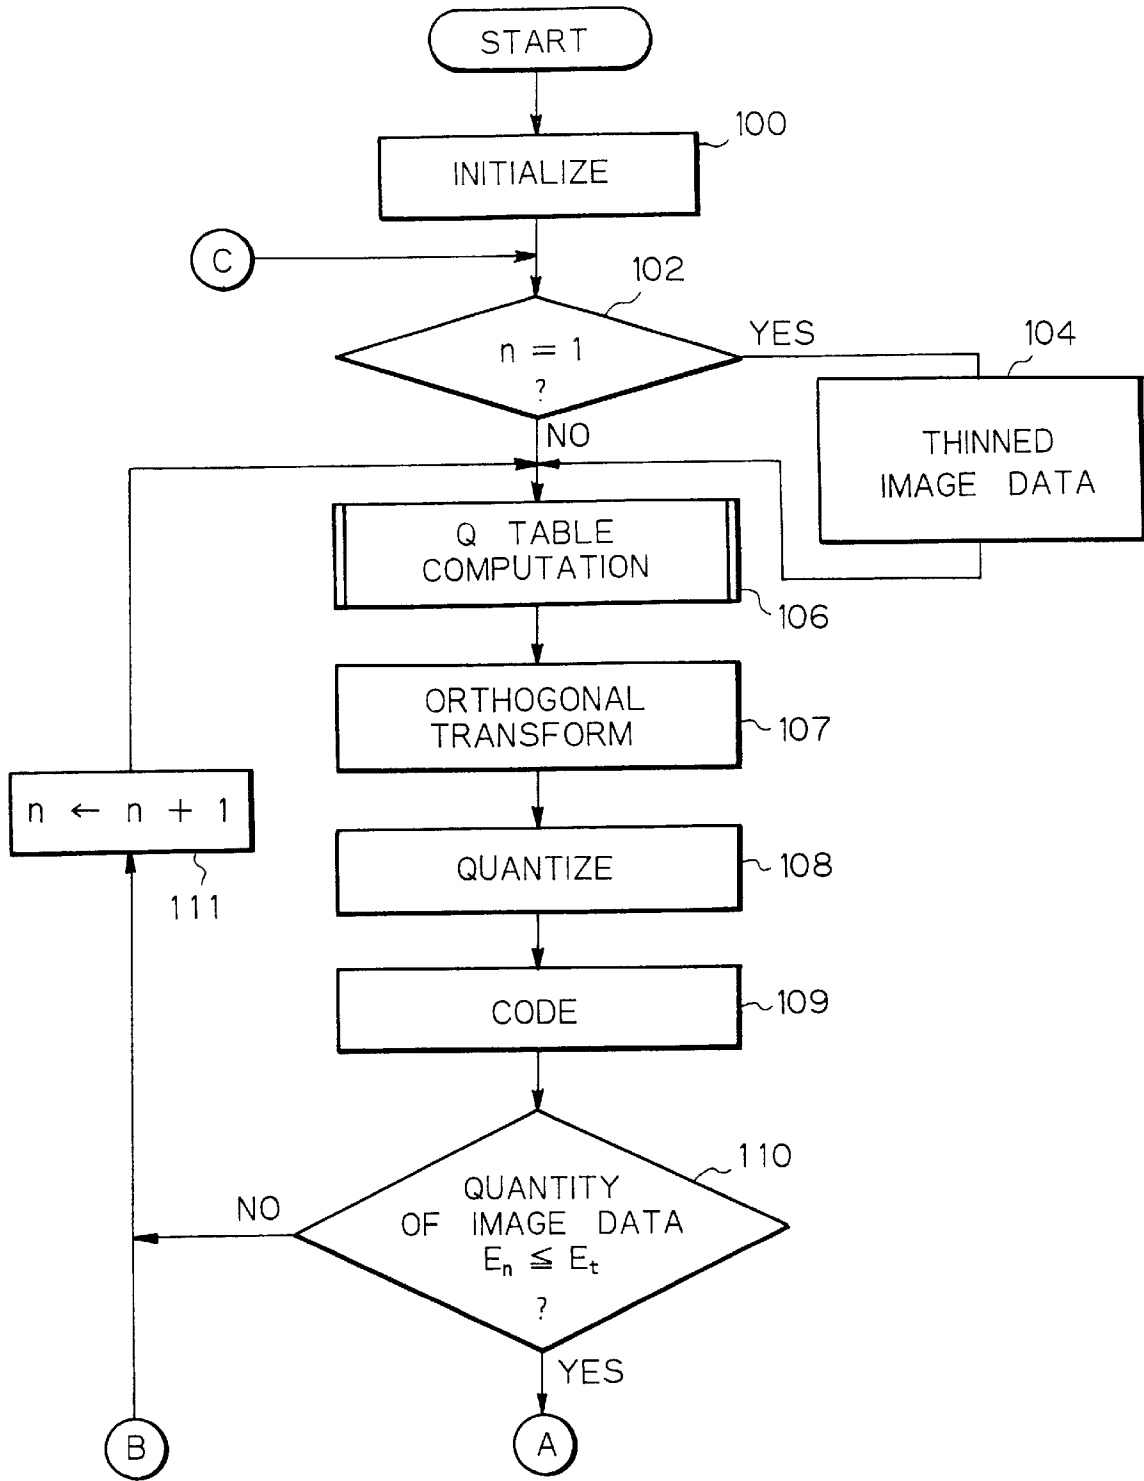 START
100
INITIALIZE
C
102
n = 1
?
YES
104
THINNED
IMAGE DATA
NO
Q TABLE
COMPUTATION
106
ORTHOGONAL
TRANSFORM
107
n ← n + 1
111
QUANTIZE
108
CODE
109
110
QUANTITY
OF IMAGE DATA
Eₙ ≦ Eₜ
?
NO
YES
B
A